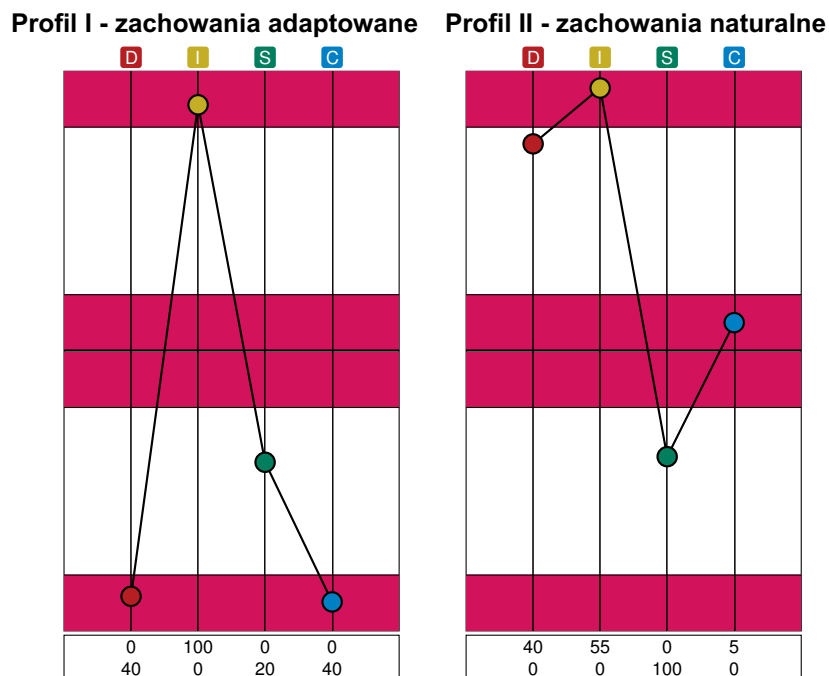 Profil I - zachowania adaptowane
D I S C
0 100 0 0
40 0 20 40
Profil II - zachowania naturalne
D I S C
40 55 0 5
0 0 100 0